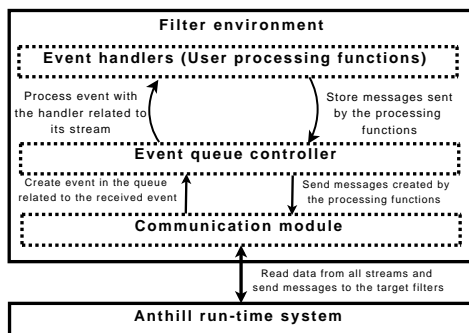 Filter environment
Event handlers (User processing functions)
Process event with
the handler related to
its stream
Store messages sent
by the processing
functions
Event queue controller
Create event in the queue
related to the received event
Send messages created by
the processing functions
Communication module
Read data from all streams and
send messages to the target filters
Anthill run-time system